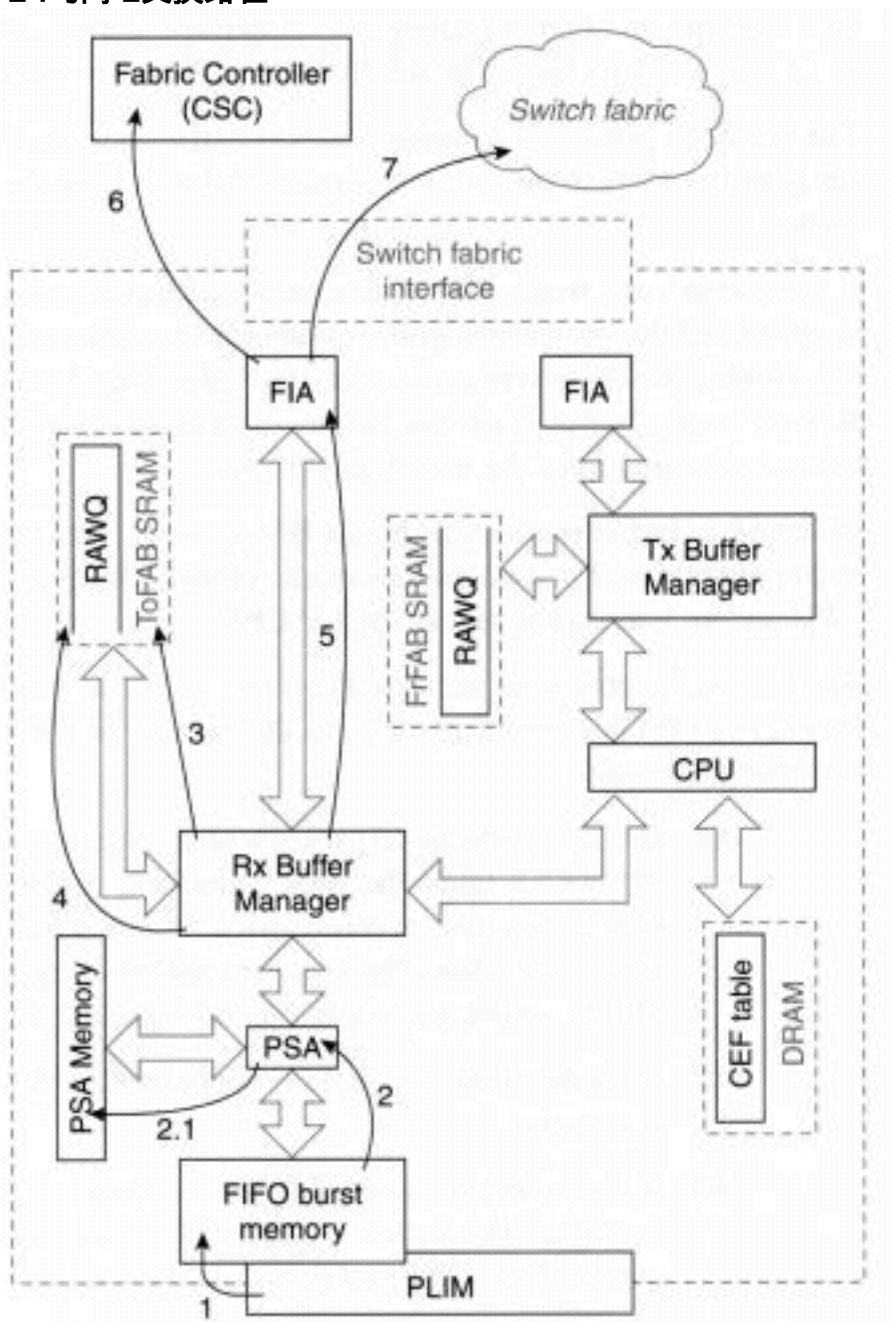 Fabric Controller
(CSC)
Switch fabric
7
6
Switch fabric
interface
FIA
FIA
RAWQ
ToFAB SRAM
Tx Buffer
Manager
FrFAB SRAM
RAWQ
5
3
CPU
Rx Buffer
Manager
4
PSA Memory
PSA
CEF table
DRAM
2
2.1
FIFO burst
memory
PLIM
1